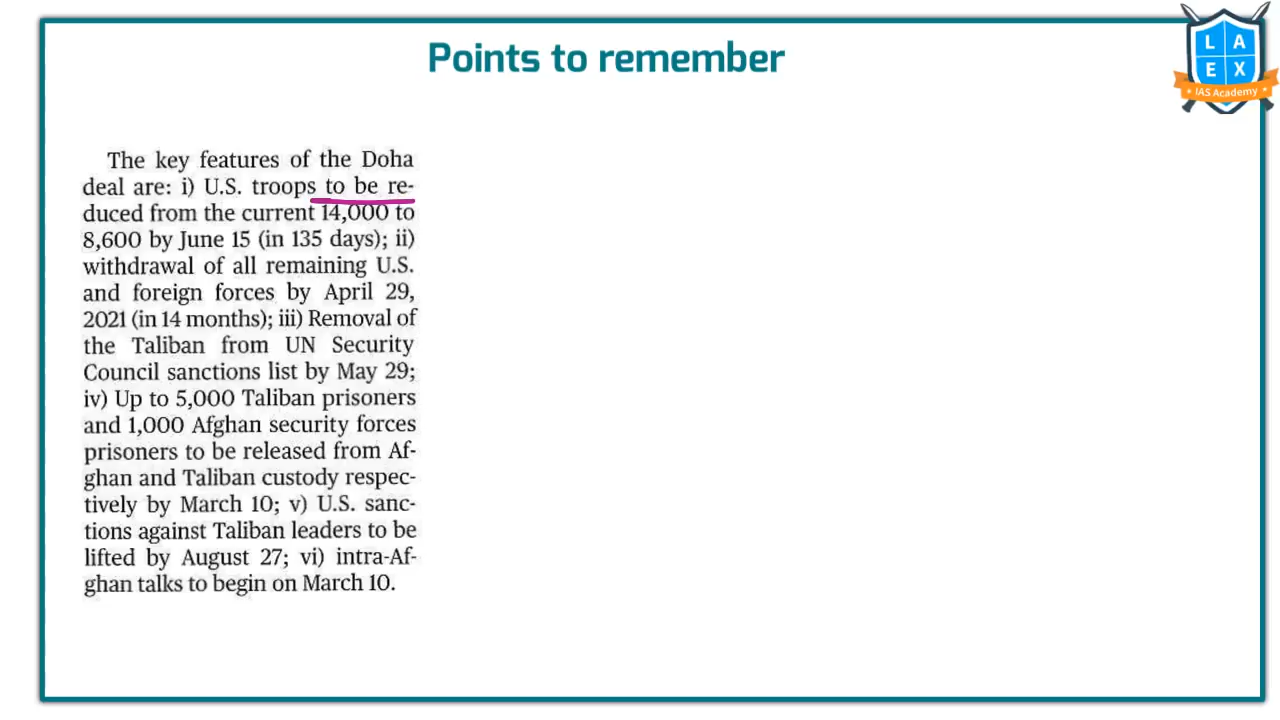 Points to remember
L A
E X
IAS Academy
The key features of the Doha
deal are: i) U.S. troops to be re-
duced from the current 14,000 to
8,600 by June 15 (in 135 days); ii)
withdrawal of all remaining U.S.
and foreign forces by April 29,
2021 (in 14 months); iii) Removal of
the Taliban from UN Security
Council sanctions list by May 29;
iv) Up to 5,000 Taliban prisoners
and 1,000 Afghan security forces
prisoners to be released from Af-
ghan and Taliban custody respec-
tively by March 10; v) U.S. sanc-
tions against Taliban leaders to be
lifted by August 27; vi) intra-Af-
ghan talks to begin on March 10.